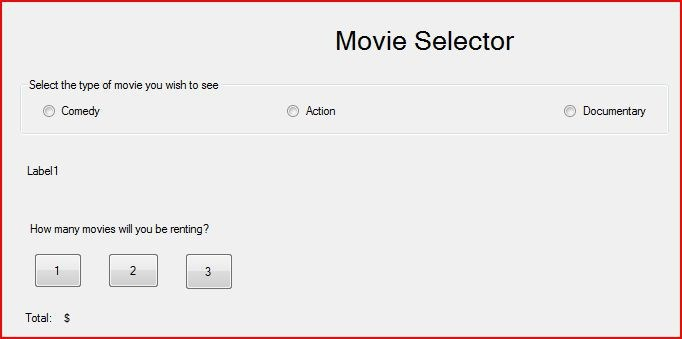 Movie Selector
Select the type of movie you wish to see
Comedy Action Documentary
Label1
How many movies will you be renting?
1 2 3
Total: $